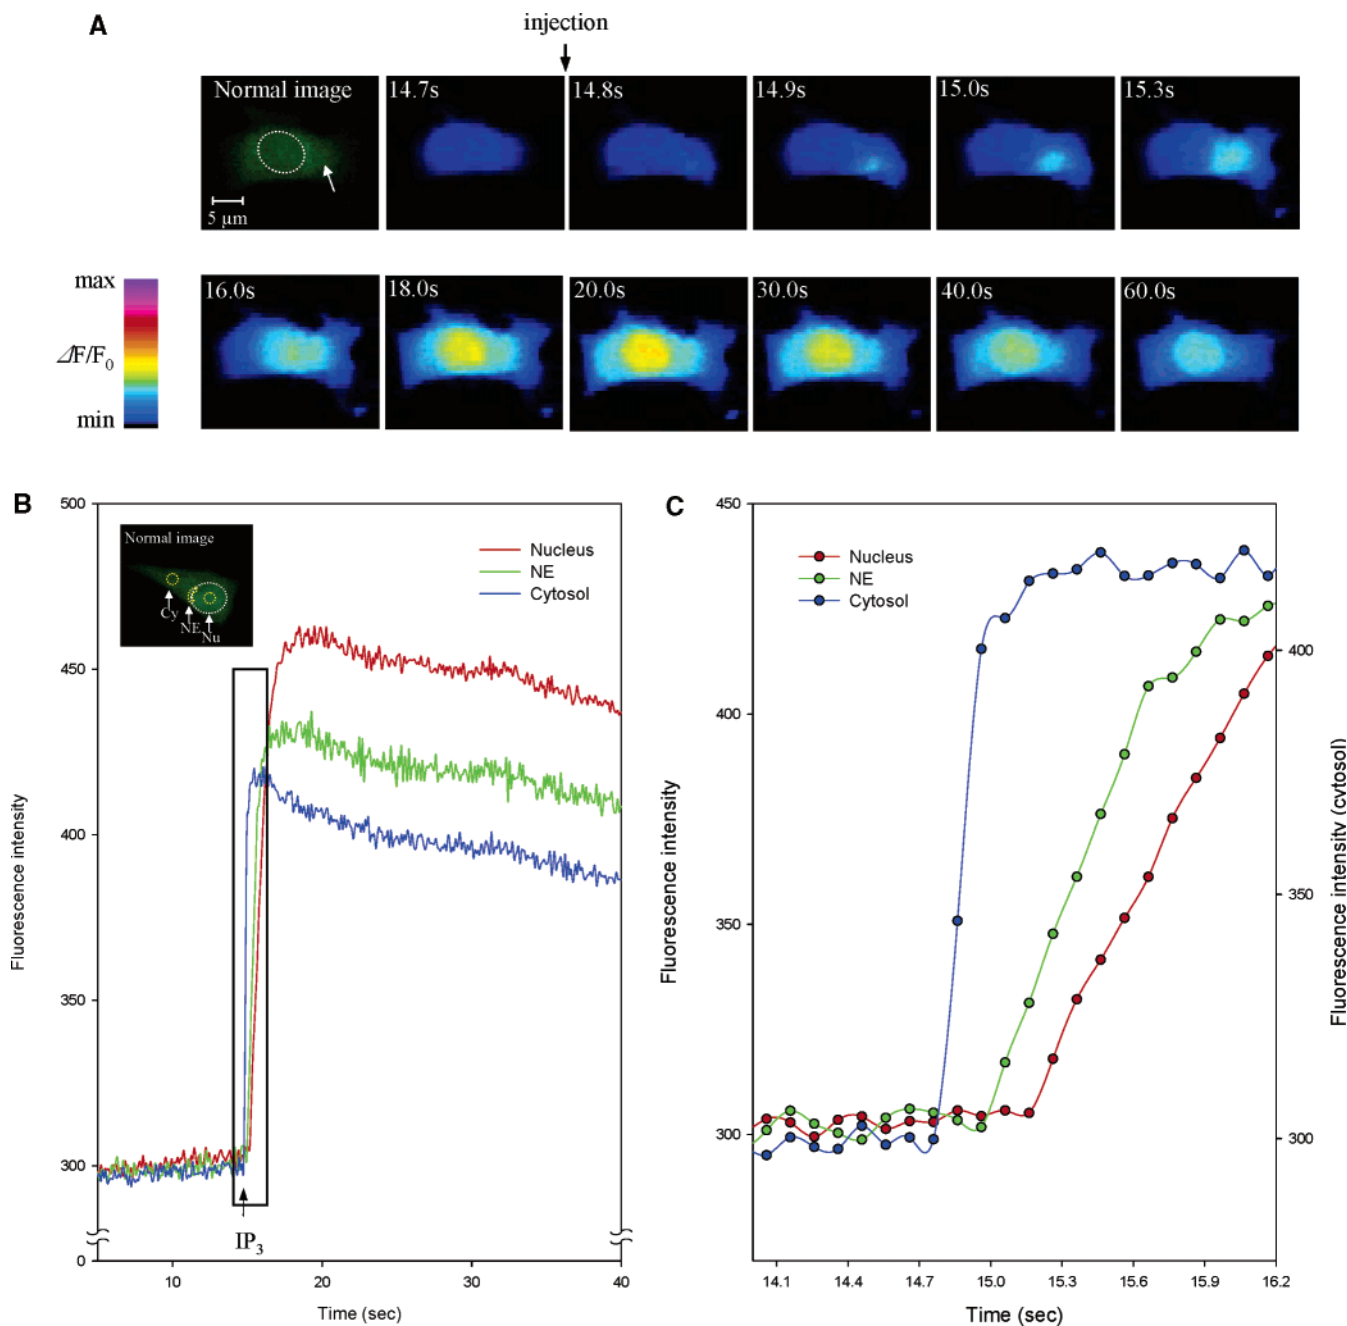 A
injection
Normal image
14.7s
14.8s
14.9s
15.0s
15.3s
5 µm
max
ΔF/F0
min
16.0s
18.0s
20.0s
30.0s
40.0s
60.0s
B
500
450
400
350
300
0
Fluorescence intensity
Normal image
Cy
NE
Nu
Nucleus
NE
Cytosol
IP3
10
20
30
40
Time (sec)
C
450
400
350
300
Fluorescence intensity
Nucleus
NE
Cytosol
400
350
300
Fluorescence intensity (cytosol)
14.1
14.4
14.7
15.0
15.3
15.6
15.9
16.2
Time (sec)